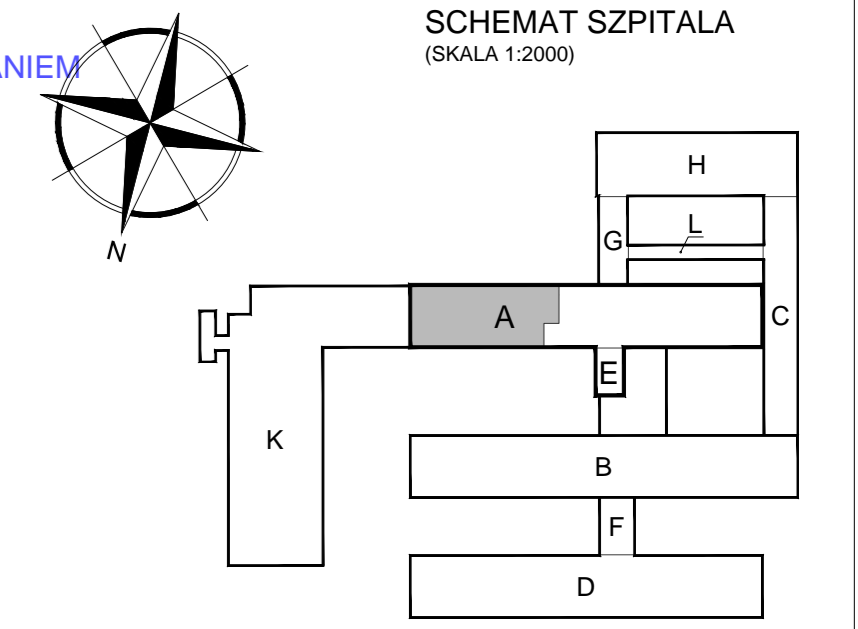 SCHEMAT SZPITALA
(SKALA 1:2000)
ANIEM
N
H
L
G
A
C
E
K
B
F
D